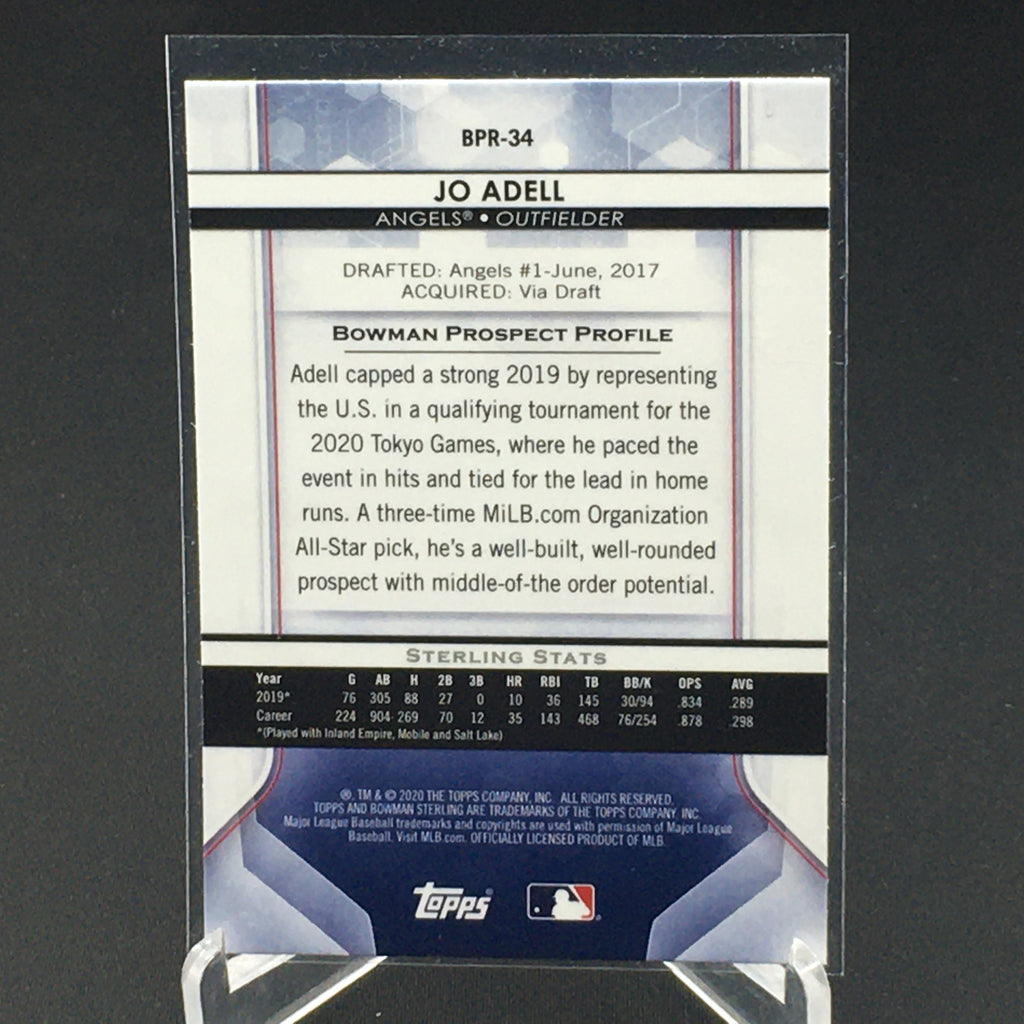 BPR-34
JO ADELL
ANGELS® • OUTFIELDER
DRAFTED: Angels #1-June, 2017
ACQUIRED: Via Draft
BOWMAN PROSPECT PROFILE
Adell capped a strong 2019 by representing
the U.S. in a qualifying tournament for the
2020 Tokyo Games, where he paced the
event in hits and tied for the lead in home
runs. A three-time MiLB.com Organization
All-Star pick, he's a well-built, well-rounded
prospect with middle-of-the order potential.
STERLING STATS
Year G AB H 2B 3B HR RBI TB BB/K OPS AVG
2019* 76 305 88 27 0 10 36 145 30/94 .834 .289
Career 224 904 269 70 12 35 143 468 76/254 .878 .298
*(Played with Inland Empire, Mobile and Salt Lake)
®, TM & © 2020 THE TOPPS COMPANY, INC. ALL RIGHTS RESERVED.
TOPPS AND BOWMAN STERLING ARE TRADEMARKS OF THE TOPPS COMPANY, INC.
Major League Baseball trademarks and copyrights are used with permission of Major League
Baseball. Visit MLB.com. OFFICIALLY LICENSED PRODUCT OF MLB.
Topps